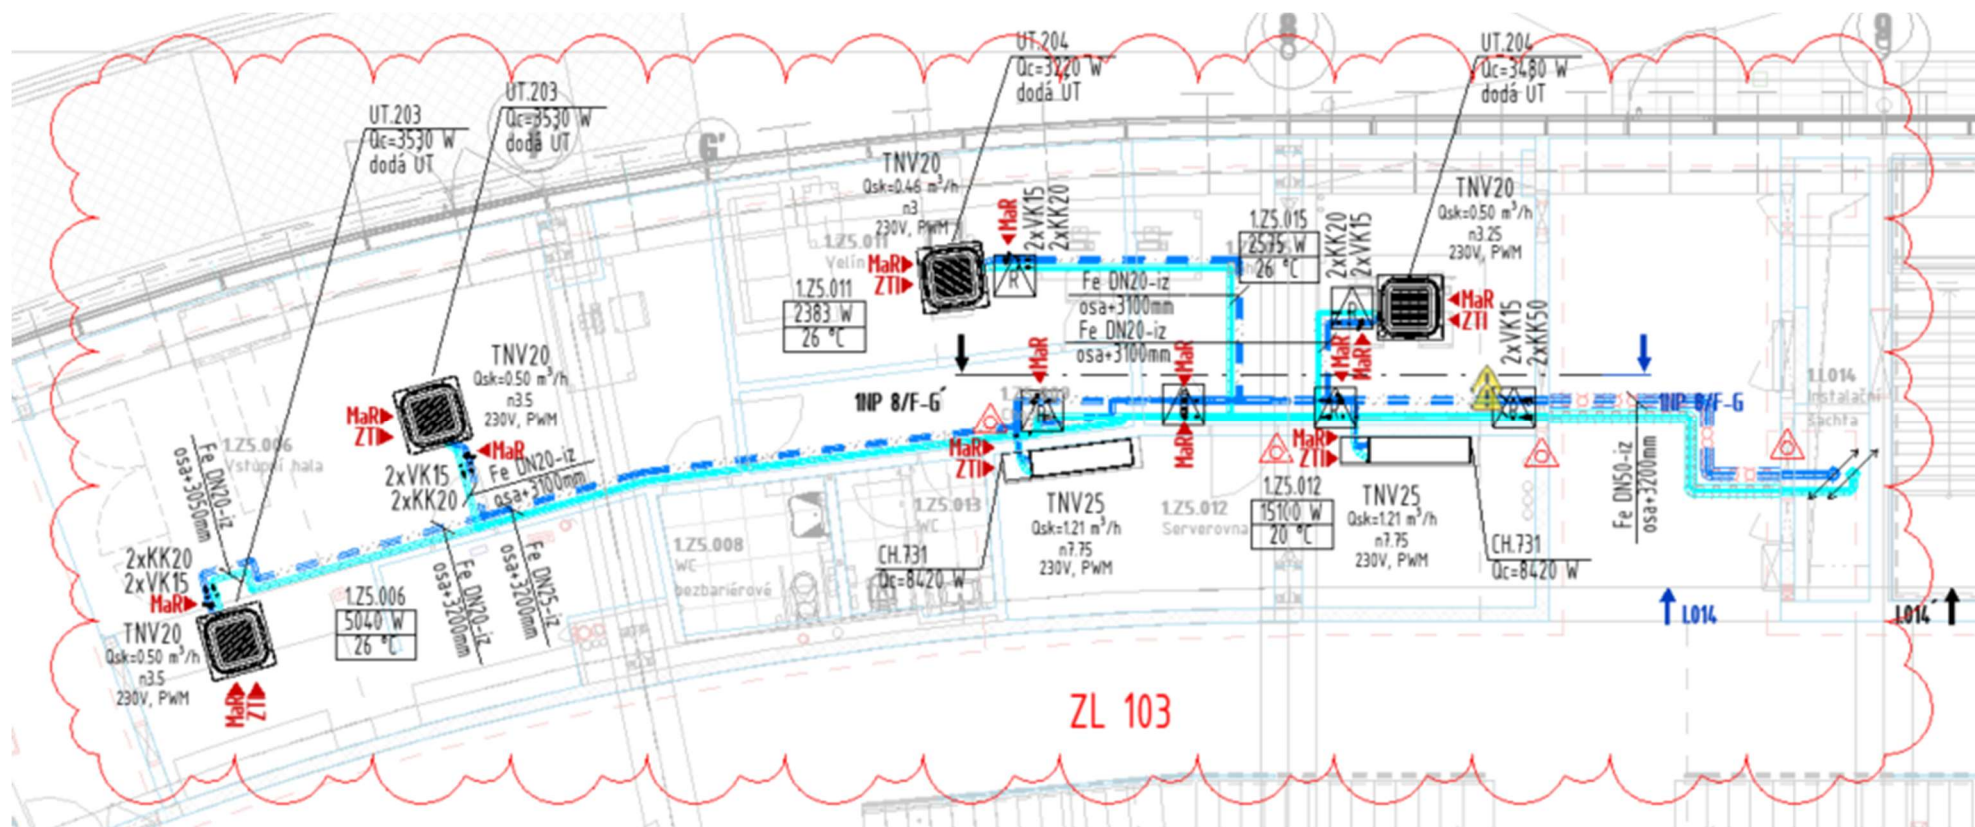 UT.203
Qc=3530 W
dodá ÚT
UT.203
Qc=3530 W
dodá ÚT
UT.204
Qc=3220 W
dodá ÚT
UT.204
Qc=3480 W
dodá ÚT
G'
TNV20
Qsk=0.46 m³/h
n3
230V, PWM
MaR
2xVK15
2xKK20
MaR
ZTI
1.Z5.011
Velín
1.Z5.011
2383 W
26 °C
1.Z5.015
2575 W
26 °C
2xKK20
2xVK15
TNV20
Qsk=0.50 m³/h
n3.25
230V, PWM
MaR
ZTI
R
Fe DN20-iz
osa+3100mm
Fe DN20-iz
osa+3100mm
MaR
MaR
MaR
MaR
2xVK15
2xKK50
TNV20
Qsk=0.50 m³/h
n3.5
230V, PWM
MaR
ZTI
MaR
2xVK15
2xKK20
Fe DN20-iz
osa+3100mm
1NP 8/F-G'
1NP 8/F-G
1.Z5.006
Vstupní hala
Fe DN20-iz
osa+3050mm
MaR
ZTI
MaR
MaR
ZTI
1.L014
Instalační
šachta
TNV25
Qsk=1.21 m³/h
n7.75
230V, PWM
1.Z5.012
Serverovna
1.Z5.012
15100 W
20 °C
TNV25
Qsk=1.21 m³/h
n7.75
230V, PWM
Fe DN50-iz
osa+3200mm
1.Z5.013
WC
1.Z5.008
WC
bezbariérové
CH.731
Qc=8420 W
CH.731
Qc=8420 W
Fe DN20-iz
osa+3200mm
Fe DN25-iz
osa+3200mm
2xKK20
2xVK15
MaR
1.Z5.006
5040 W
26 °C
TNV20
Qsk=0.50 m³/h
n3.5
230V, PWM
MaR
ZTI
L014
L014'
ZL 103